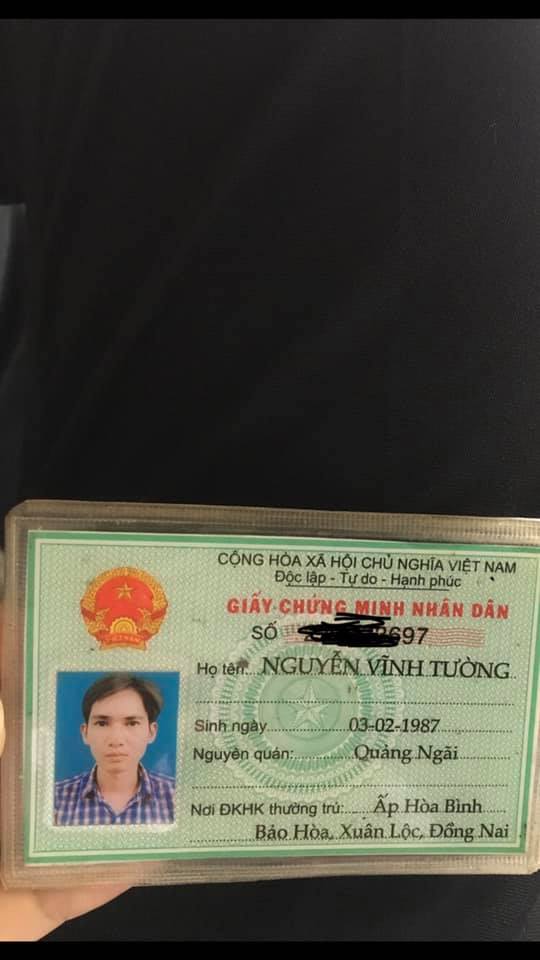 CỘNG HÒA XÃ HỘI CHỦ NGHĨA VIỆT NAM
Độc lập - Tự do - Hạnh phúc
GIẤY CHỨNG MINH NHÂN DÂN
SỐ 697
Họ tên: NGUYỄN VĨNH TƯỜNG
Sinh ngày 03-02-1987
Nguyên quán: Quảng Ngãi
Nơi ĐKHK thường trú: Ấp Hòa Bình
Bảo Hòa, Xuân Lộc, Đồng Nai